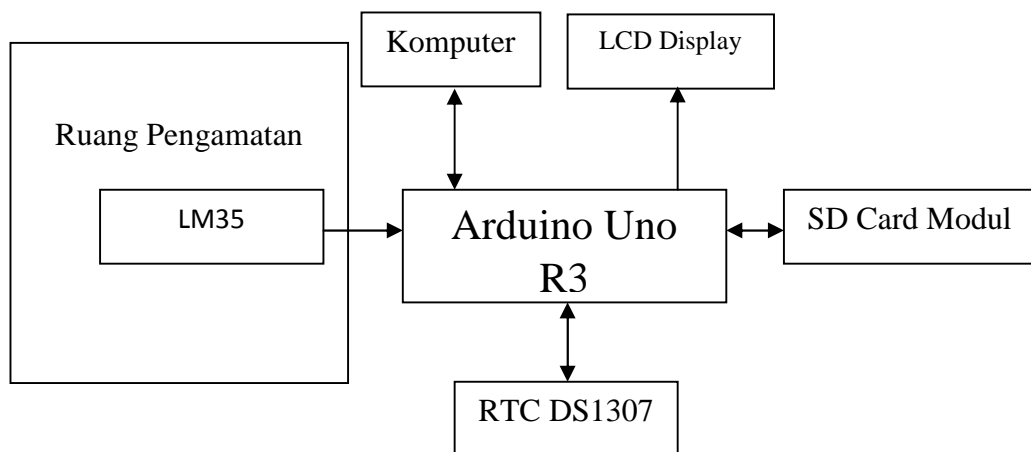 Komputer
LCD Display
Ruang Pengamatan
LM35
Arduino Uno
R3
SD Card Modul
RTC DS1307